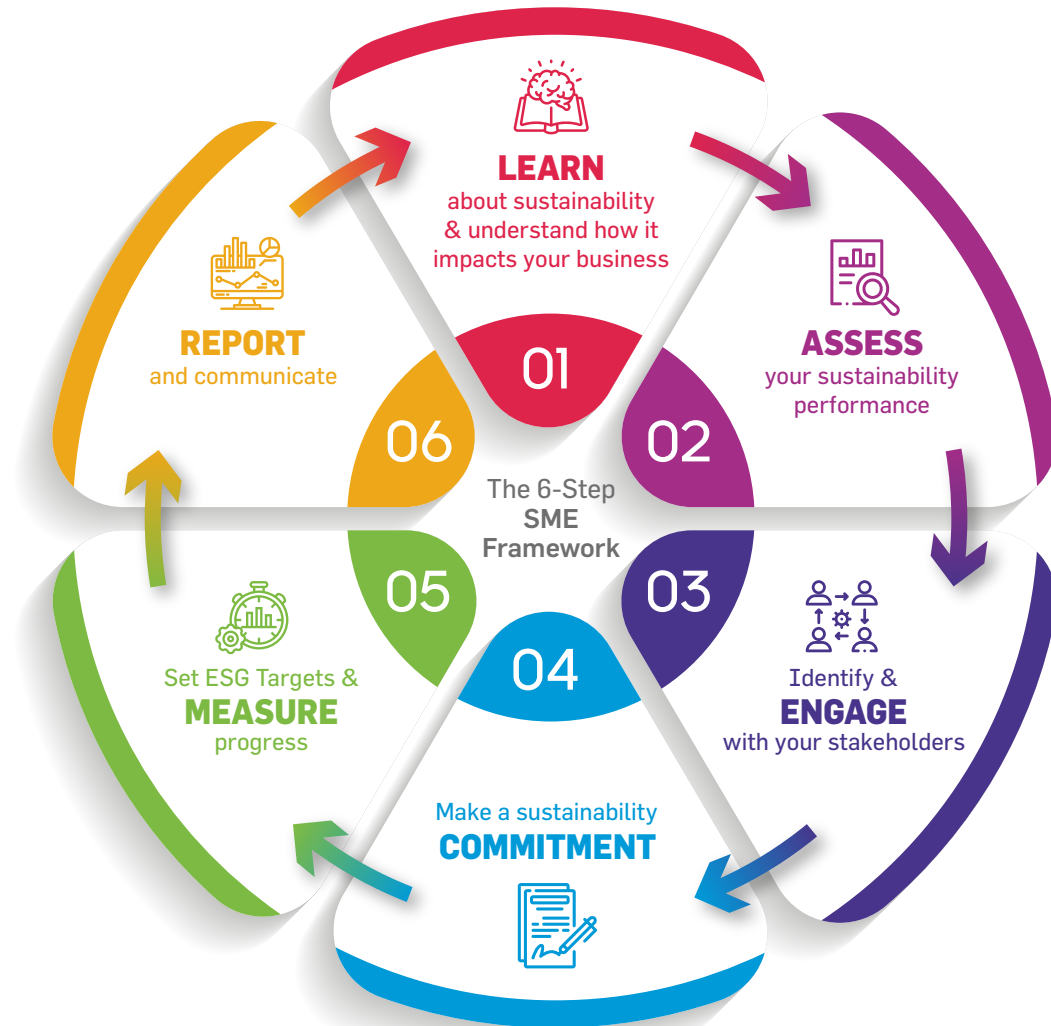 LEARN
about sustainability
& understand how it
impacts your business
01
ASSESS
your sustainability
performance
02
Identify &
ENGAGE
with your stakeholders
03
Make a sustainability
COMMITMENT
04
Set ESG Targets &
MEASURE
progress
05
REPORT
and communicate
06
The 6-Step
SME
Framework